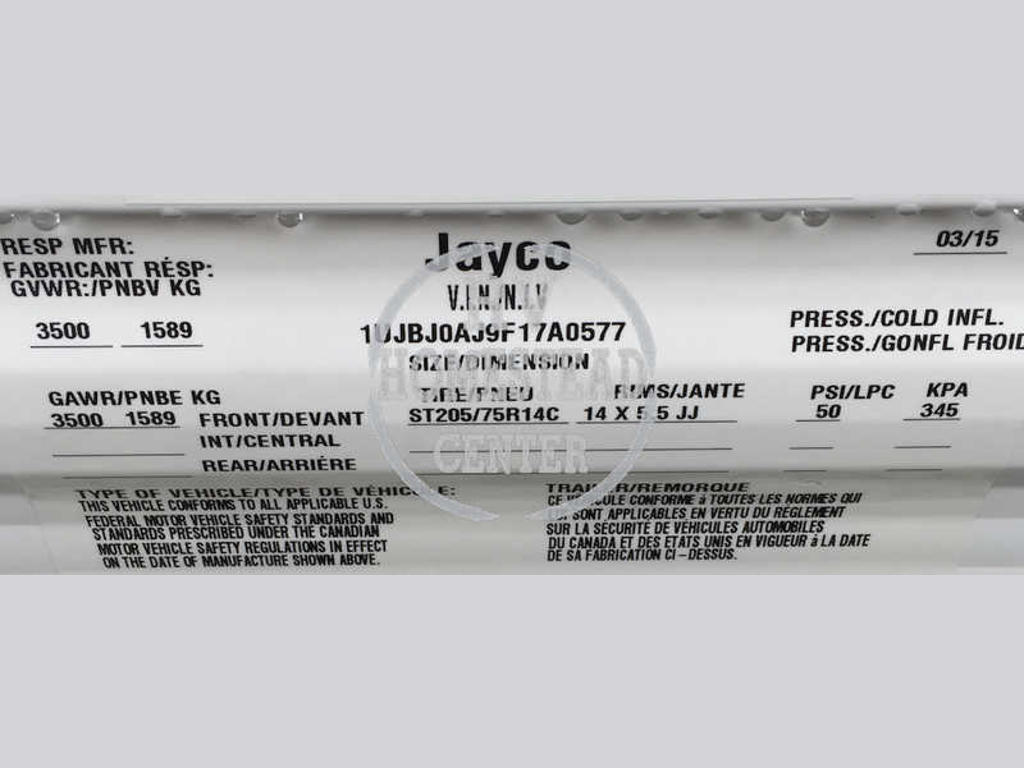 RESP MFR: Jayco 03/15
FABRICANT RÉSP:
GVWR:/PNBV KG V.I.N./N.I.V
3500 1589 1UJBJ0AJ9F17A0577 PRESS./COLD INFL.
SIZE/DIMENSION PRESS./GONFL FROID
GAWR/PNBE KG TIRE/PNEU RIMS/JANTE PSI/LPC KPA
3500 1589 FRONT/DEVANT ST205/75R14C 14 X 5.5 JJ 50 345
INT/CENTRAL
REAR/ARRIÉRE
HOMESTEAD
CENTER
TYPE OF VEHICLE/TYPE DE VÉHICULE: TRAILER/REMORQUE
THIS VEHICLE CONFORMS TO ALL APPLICABLE U.S.
FEDERAL MOTOR VEHICLE SAFETY STANDARDS AND
STANDARDS PRESCRIBED UNDER THE CANADIAN
MOTOR VEHICLE SAFETY REGULATIONS IN EFFECT
ON THE DATE OF MANUFACTURE SHOWN ABOVE.
CE VÉHICULE CONFORME à TOUTES LES NORMES QUI
LUI SONT APPLICABLES EN VERTU DU REGLEMENT
SUR LA SÉCURITÉ DE VÉHICULES AUTOMOBILES
DU CANADA ET DES ETATS UNIS EN VIGUEUR à LA DATE
DE SA FABRICATION CI-DESSUS.